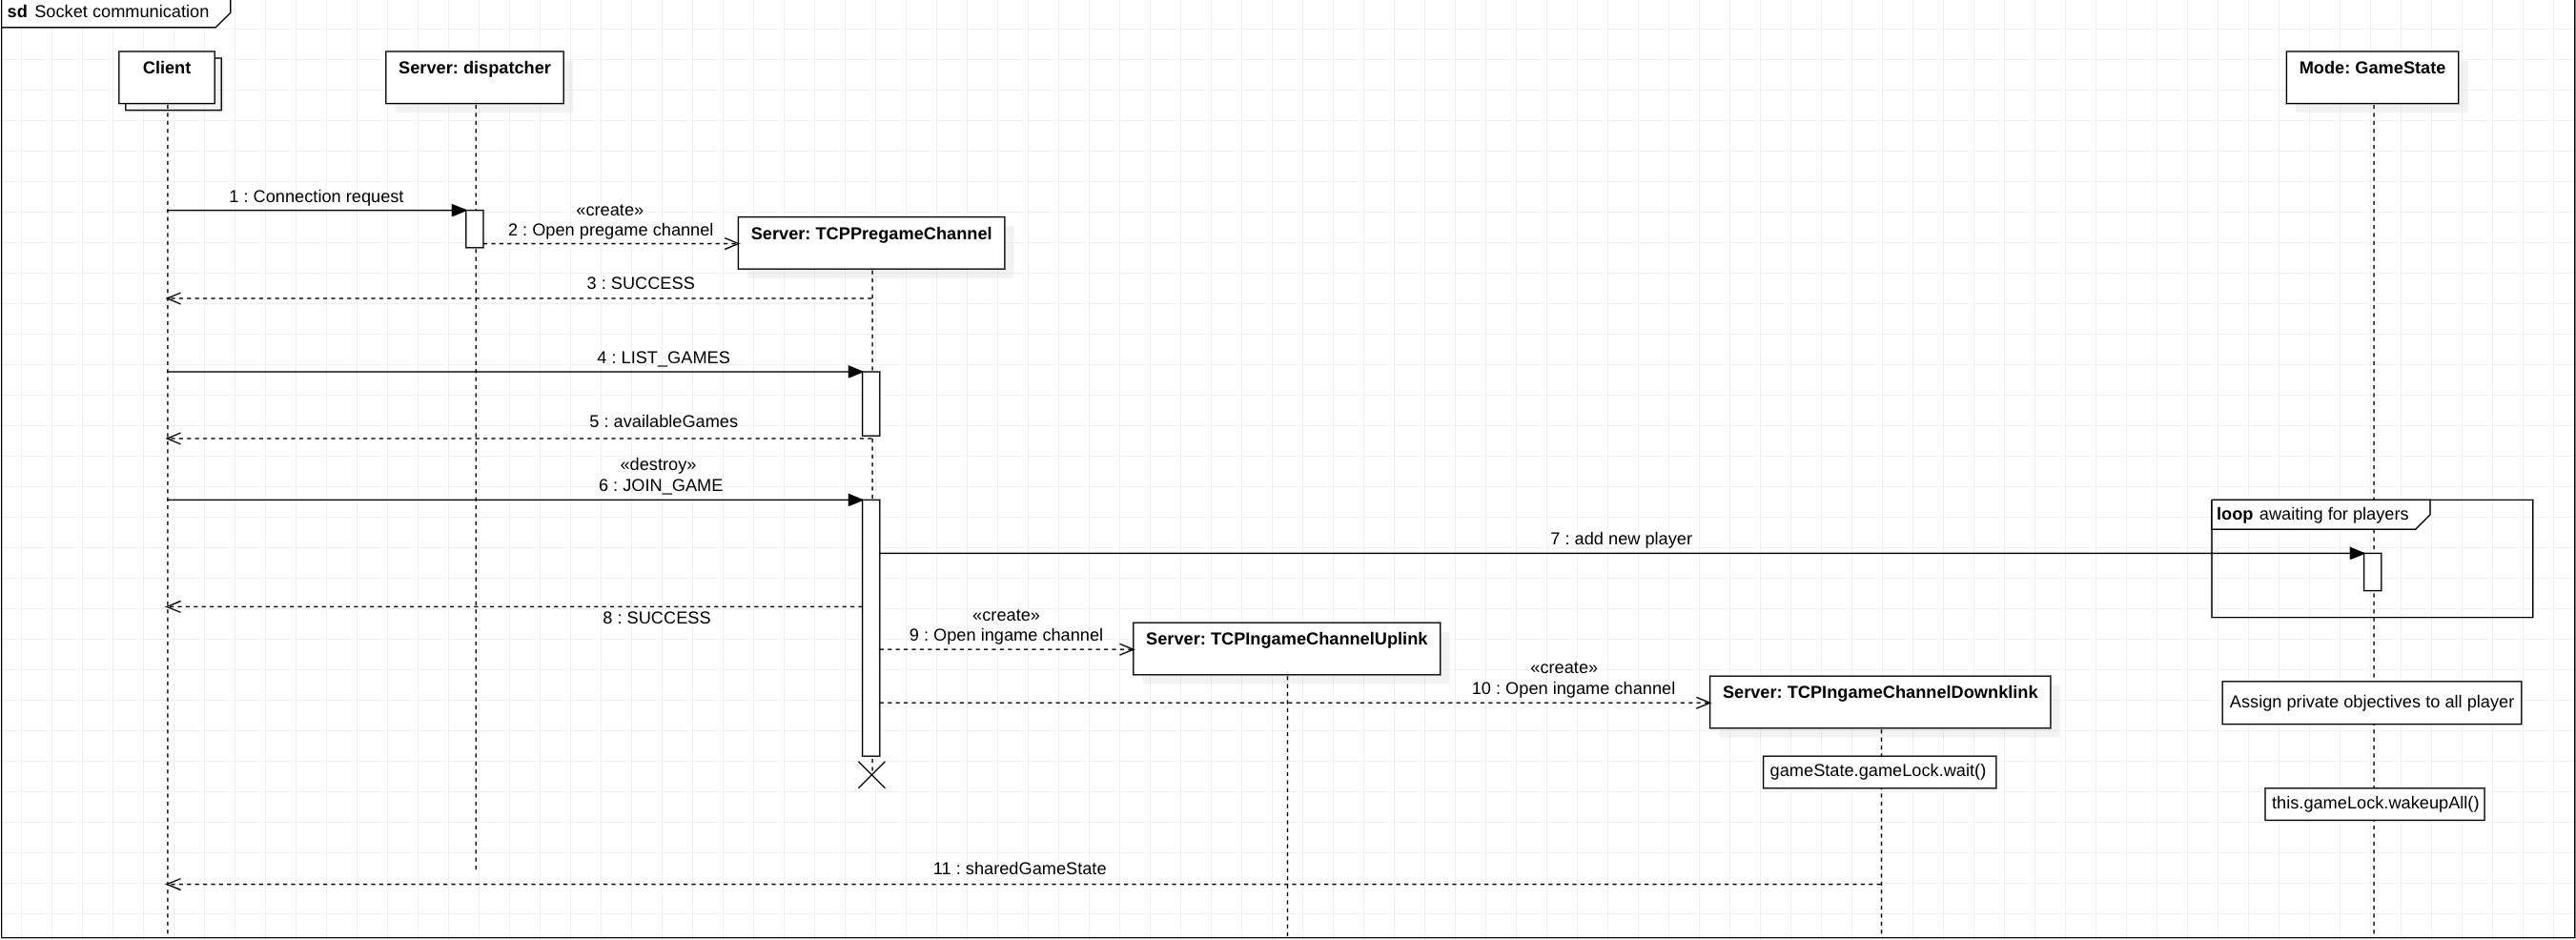 sd Socket communication
Client
Server: dispatcher
Mode: GameState
1 : Connection request
«create»
2 : Open pregame channel
Server: TCPPregameChannel
3 : SUCCESS
4 : LIST_GAMES
5 : availableGames
«destroy»
6 : JOIN_GAME
loop awaiting for players
7 : add new player
8 : SUCCESS
«create»
9 : Open ingame channel
Server: TCPIngameChannelUplink
«create»
10 : Open ingame channel
Server: TCPIngameChannelDownklink
Assign private objectives to all player
gameState.gameLock.wait()
this.gameLock.wakeupAll()
11 : sharedGameState